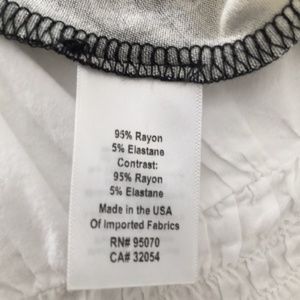 95% Rayon
5% Elastane
Contrast:
95% Rayon
5% Elastane
Made in the USA
Of Imported Fabrics
RN# 95070
CA# 32054